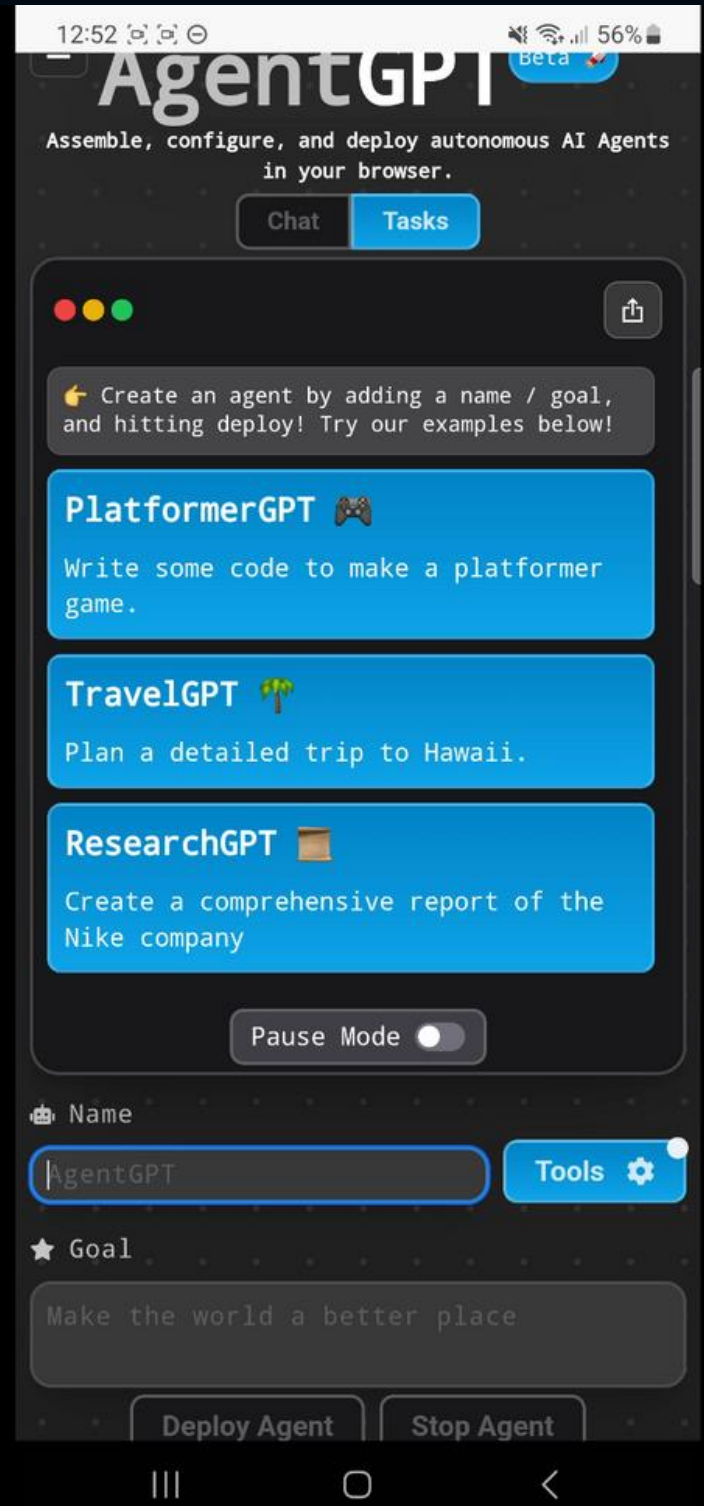 12:52 56%
AgentGPT Beta 🚀
Assemble, configure, and deploy autonomous AI Agents
in your browser.
Chat Tasks
👉 Create an agent by adding a name / goal,
and hitting deploy! Try our examples below!
PlatformerGPT 🎮
Write some code to make a platformer
game.
TravelGPT 🌴
Plan a detailed trip to Hawaii.
ResearchGPT 📜
Create a comprehensive report of the
Nike company
Pause Mode
Name
AgentGPT
Tools
Goal
Make the world a better place
Deploy Agent Stop Agent